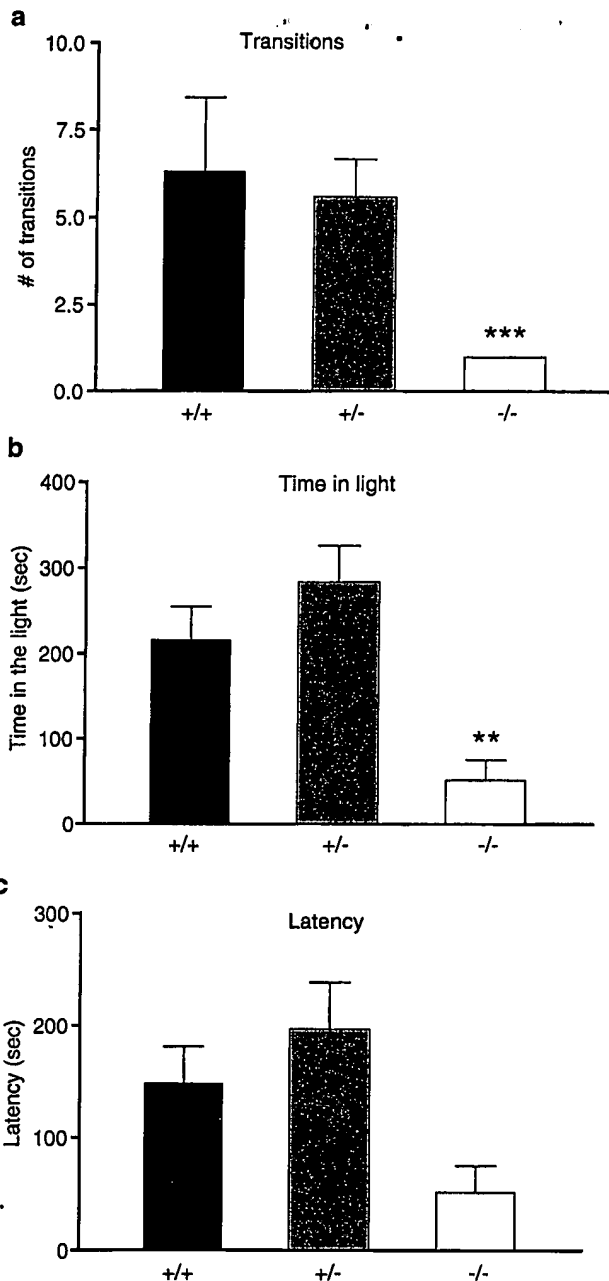 a
Transitions
10.0
7.5
5.0
2.5
0.0
# of transitions
***
+/+ +/- -/-
b
Time in light
400
300
200
100
0
Time in the light (sec)
**
+/+ +/- -/-
c
Latency
300
200
100
0
Latency (sec)
+/+ +/- -/-